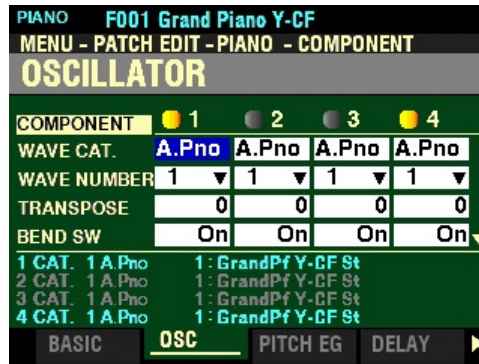 PIANO F001 Grand Piano Y-CF
MENU - PATCH EDIT - PIANO - COMPONENT
OSCILLATOR
COMPONENT 1 2 3 4
WAVE CAT. A.Pno A.Pno A.Pno A.Pno
WAVE NUMBER 1 ▼ 1 ▼ 1 ▼ 1 ▼
TRANSPOSE 0 0 0 0
BEND SW On On On On
1 CAT. 1 A.Pno 1: GrandPf Y-CF St
2 CAT. 1 A.Pno 1: GrandPf Y-CF St
3 CAT. 1 A.Pno 1: GrandPf Y-CF St
4 CAT. 1 A.Pno 1: GrandPf Y-CF St
BASIC OSC PITCH EG DELAY